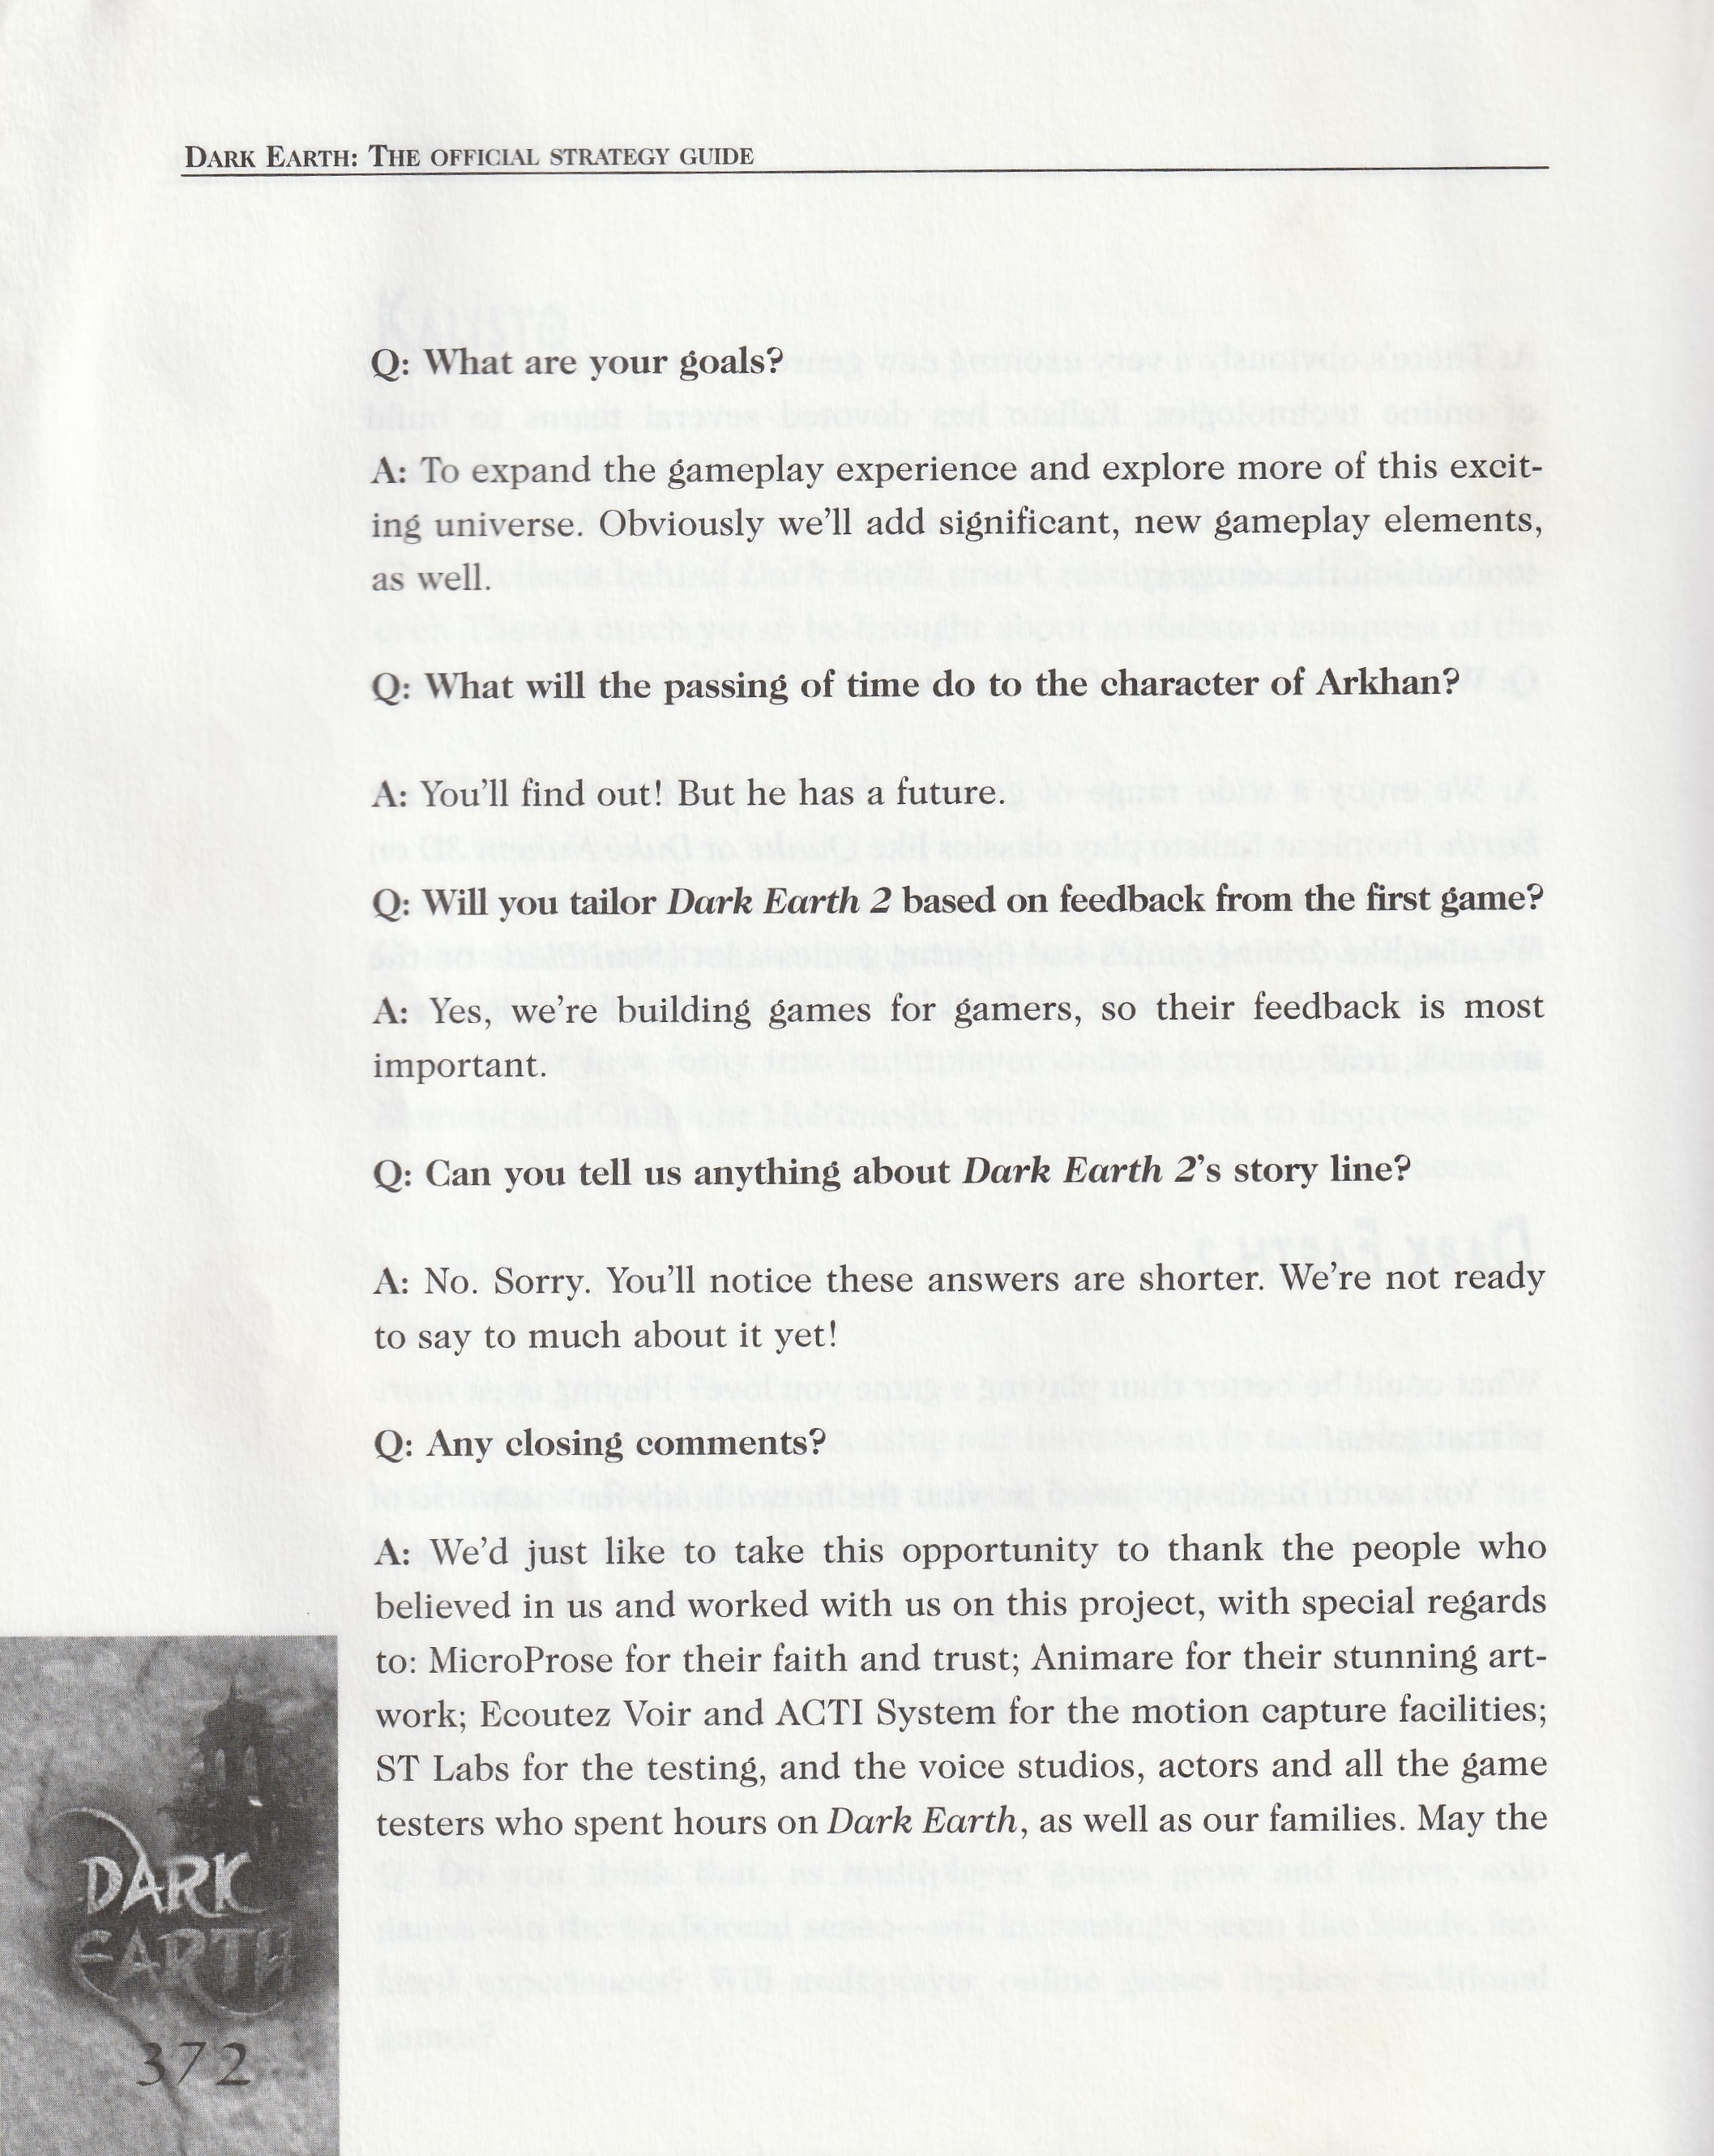 DARK EARTH: THE OFFICIAL STRATEGY GUIDE
Q: What are your goals?
A: To expand the gameplay experience and explore more of this excit-
ing universe. Obviously we'll add significant, new gameplay elements,
as well.
Q: What will the passing of time do to the character of Arkhan?
A: You'll find out! But he has a future.
Q: Will you tailor Dark Earth 2 based on feedback from the first game?
A: Yes, we're building games for gamers, so their feedback is most
important.
Q: Can you tell us anything about Dark Earth 2's story line?
A: No. Sorry. You'll notice these answers are shorter. We're not ready
to say to much about it yet!
Q: Any closing comments?
A: We'd just like to take this opportunity to thank the people who
believed in us and worked with us on this project, with special regards
to: MicroProse for their faith and trust; Animare for their stunning art-
work; Ecoutez Voir and ACTI System for the motion capture facilities;
ST Labs for the testing, and the voice studios, actors and all the game
testers who spent hours on Dark Earth, as well as our families. May the
DARK
EARTH
372